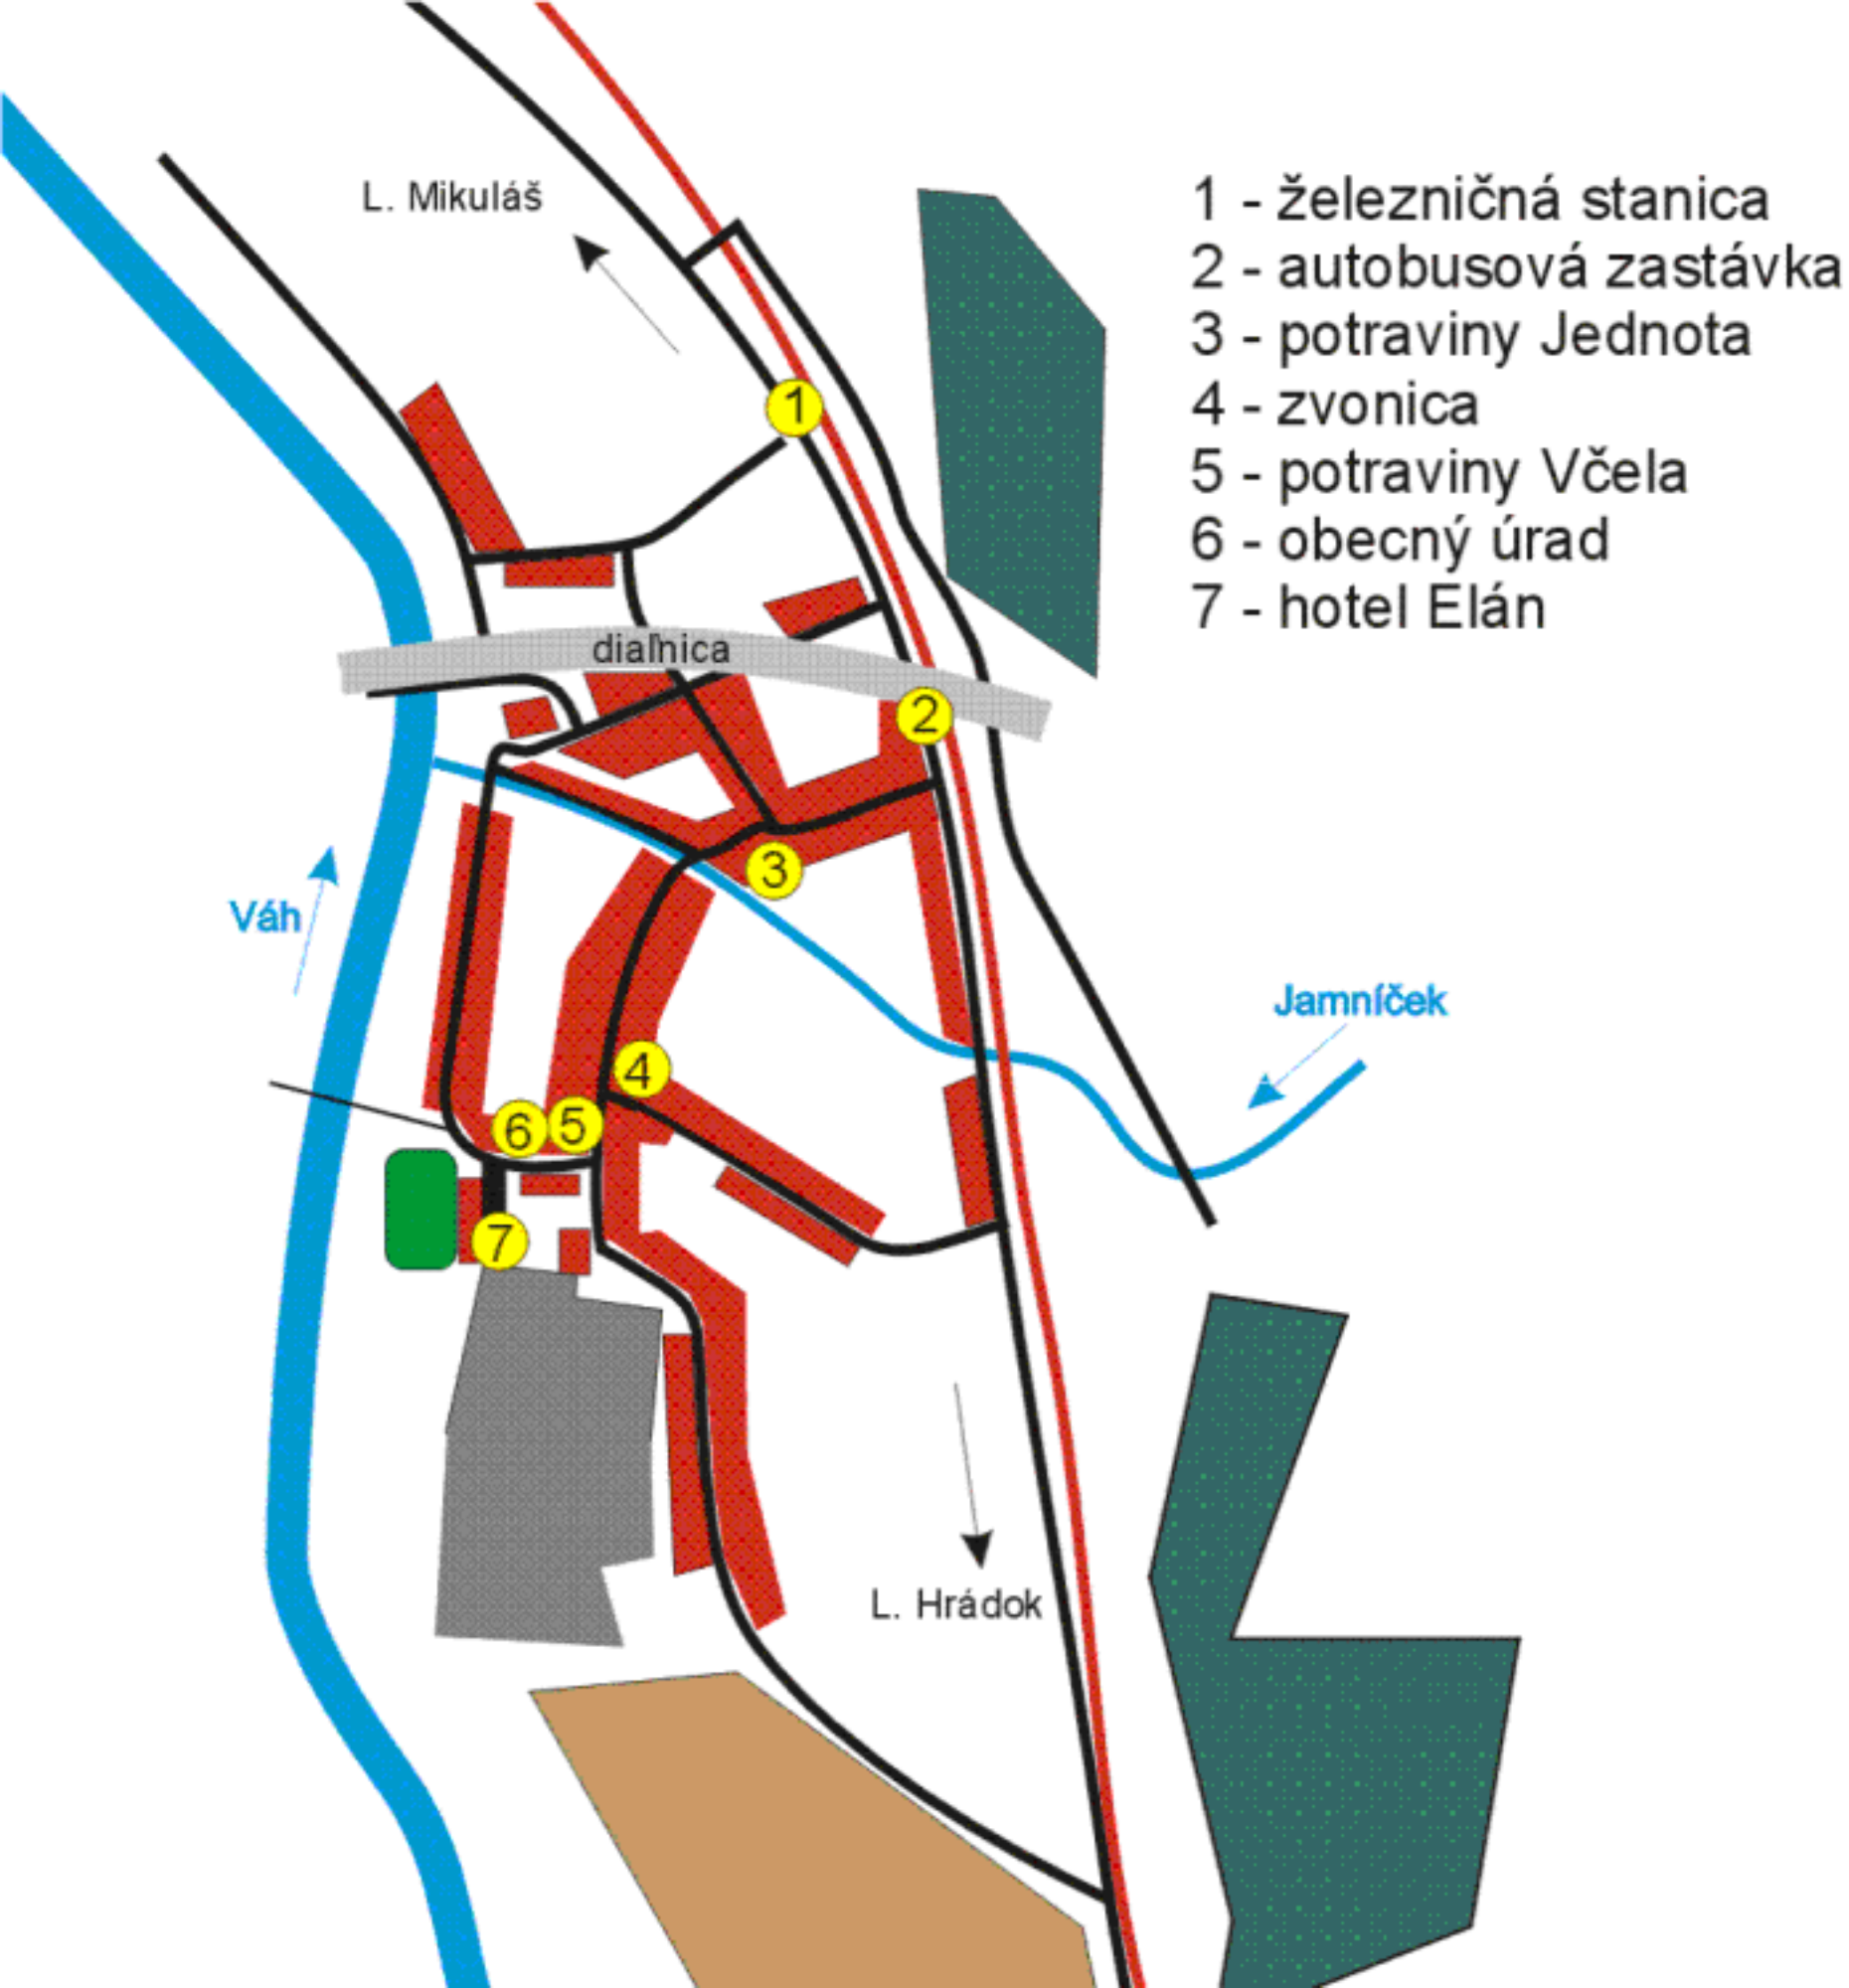 L. Mikuláš
1 - železničná stanica
2 - autobusová zastávka
3 - potraviny Jednota
4 - zvonica
5 - potraviny Včela
6 - obecný úrad
7 - hotel Elán
1
diaľnica
2
3
Váh
Jamníček
4
6
5
7
L. Hrádok